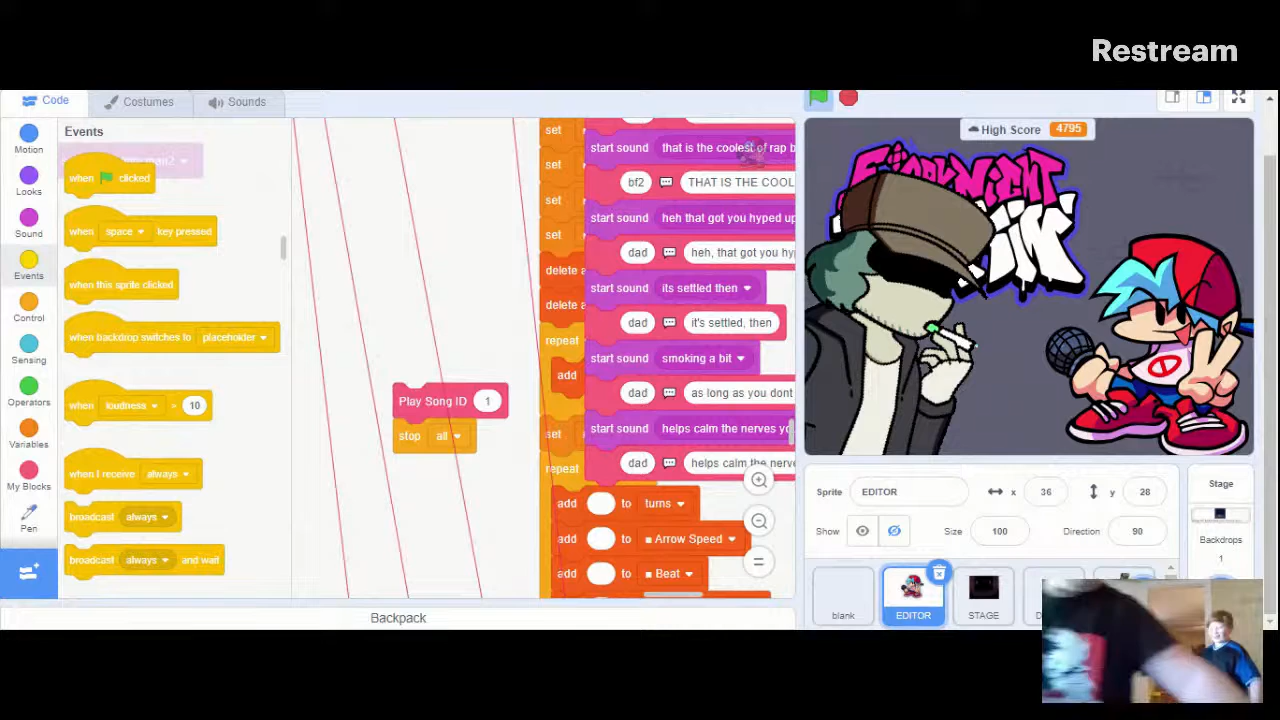 Restream
Code
Costumes
Sounds
Motion
Looks
Sound
Events
Control
Sensing
Operators
Variables
My Blocks
Pen
Events
when clicked
when space key pressed
when this sprite clicked
when backdrop switches to placeholder
when loudness > 10
when I receive always
broadcast always
broadcast always and wait
Play Song ID 1
stop all
set
set
set
set
delete a
delete a
repeat
add
set
repeat
start sound that is the coolest of rap b
bf2 THAT IS THE COOL
start sound heh that got you hyped up
dad heh, that got you hy
start sound its settled then
dad it's settled, then
start sound smoking a bit
dad as long as you dont
start sound helps calm the nerves yo
dad helps calm the nerve
add to turns
add to Arrow Speed
add to Beat
Backpack
High Score 4795
Sprite EDITOR x 36 y 28
Show Size 100 Direction 90
Stage
Backdrops
1
blank
EDITOR
STAGE